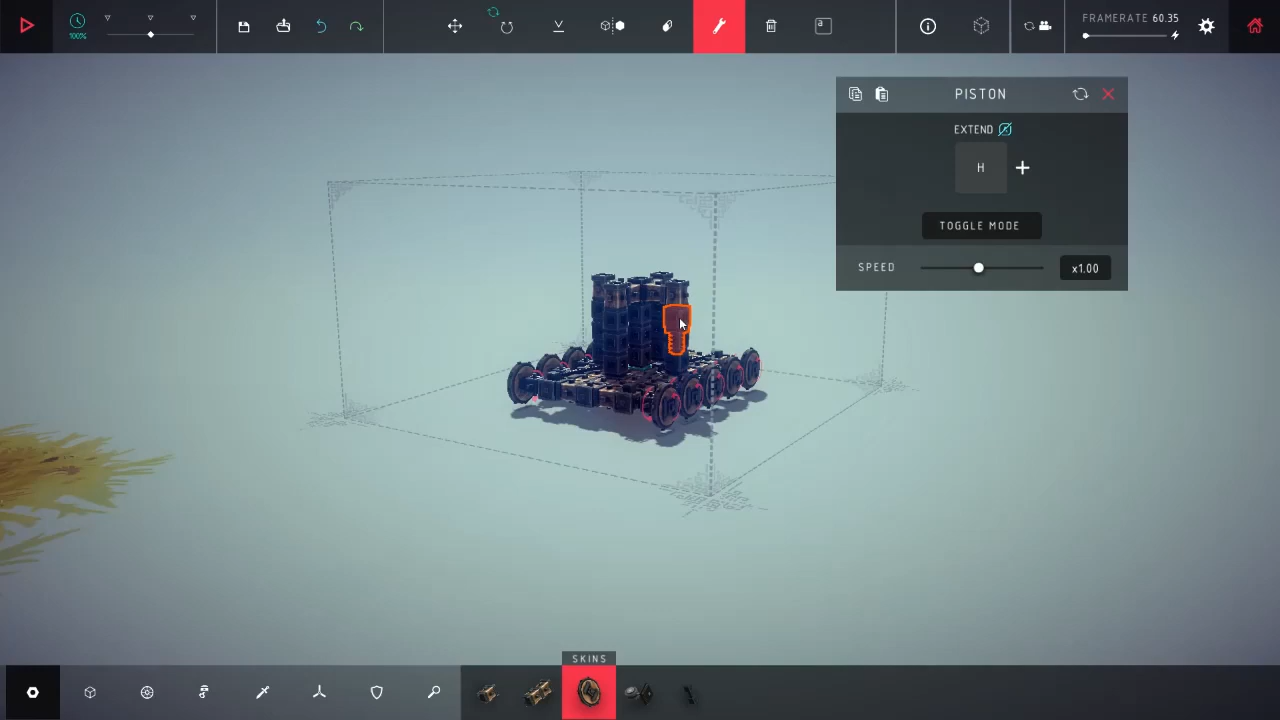 100%
a
FRAMERATE 60.35
PISTON
EXTEND
H
TOGGLE MODE
SPEED x1.00
SKINS